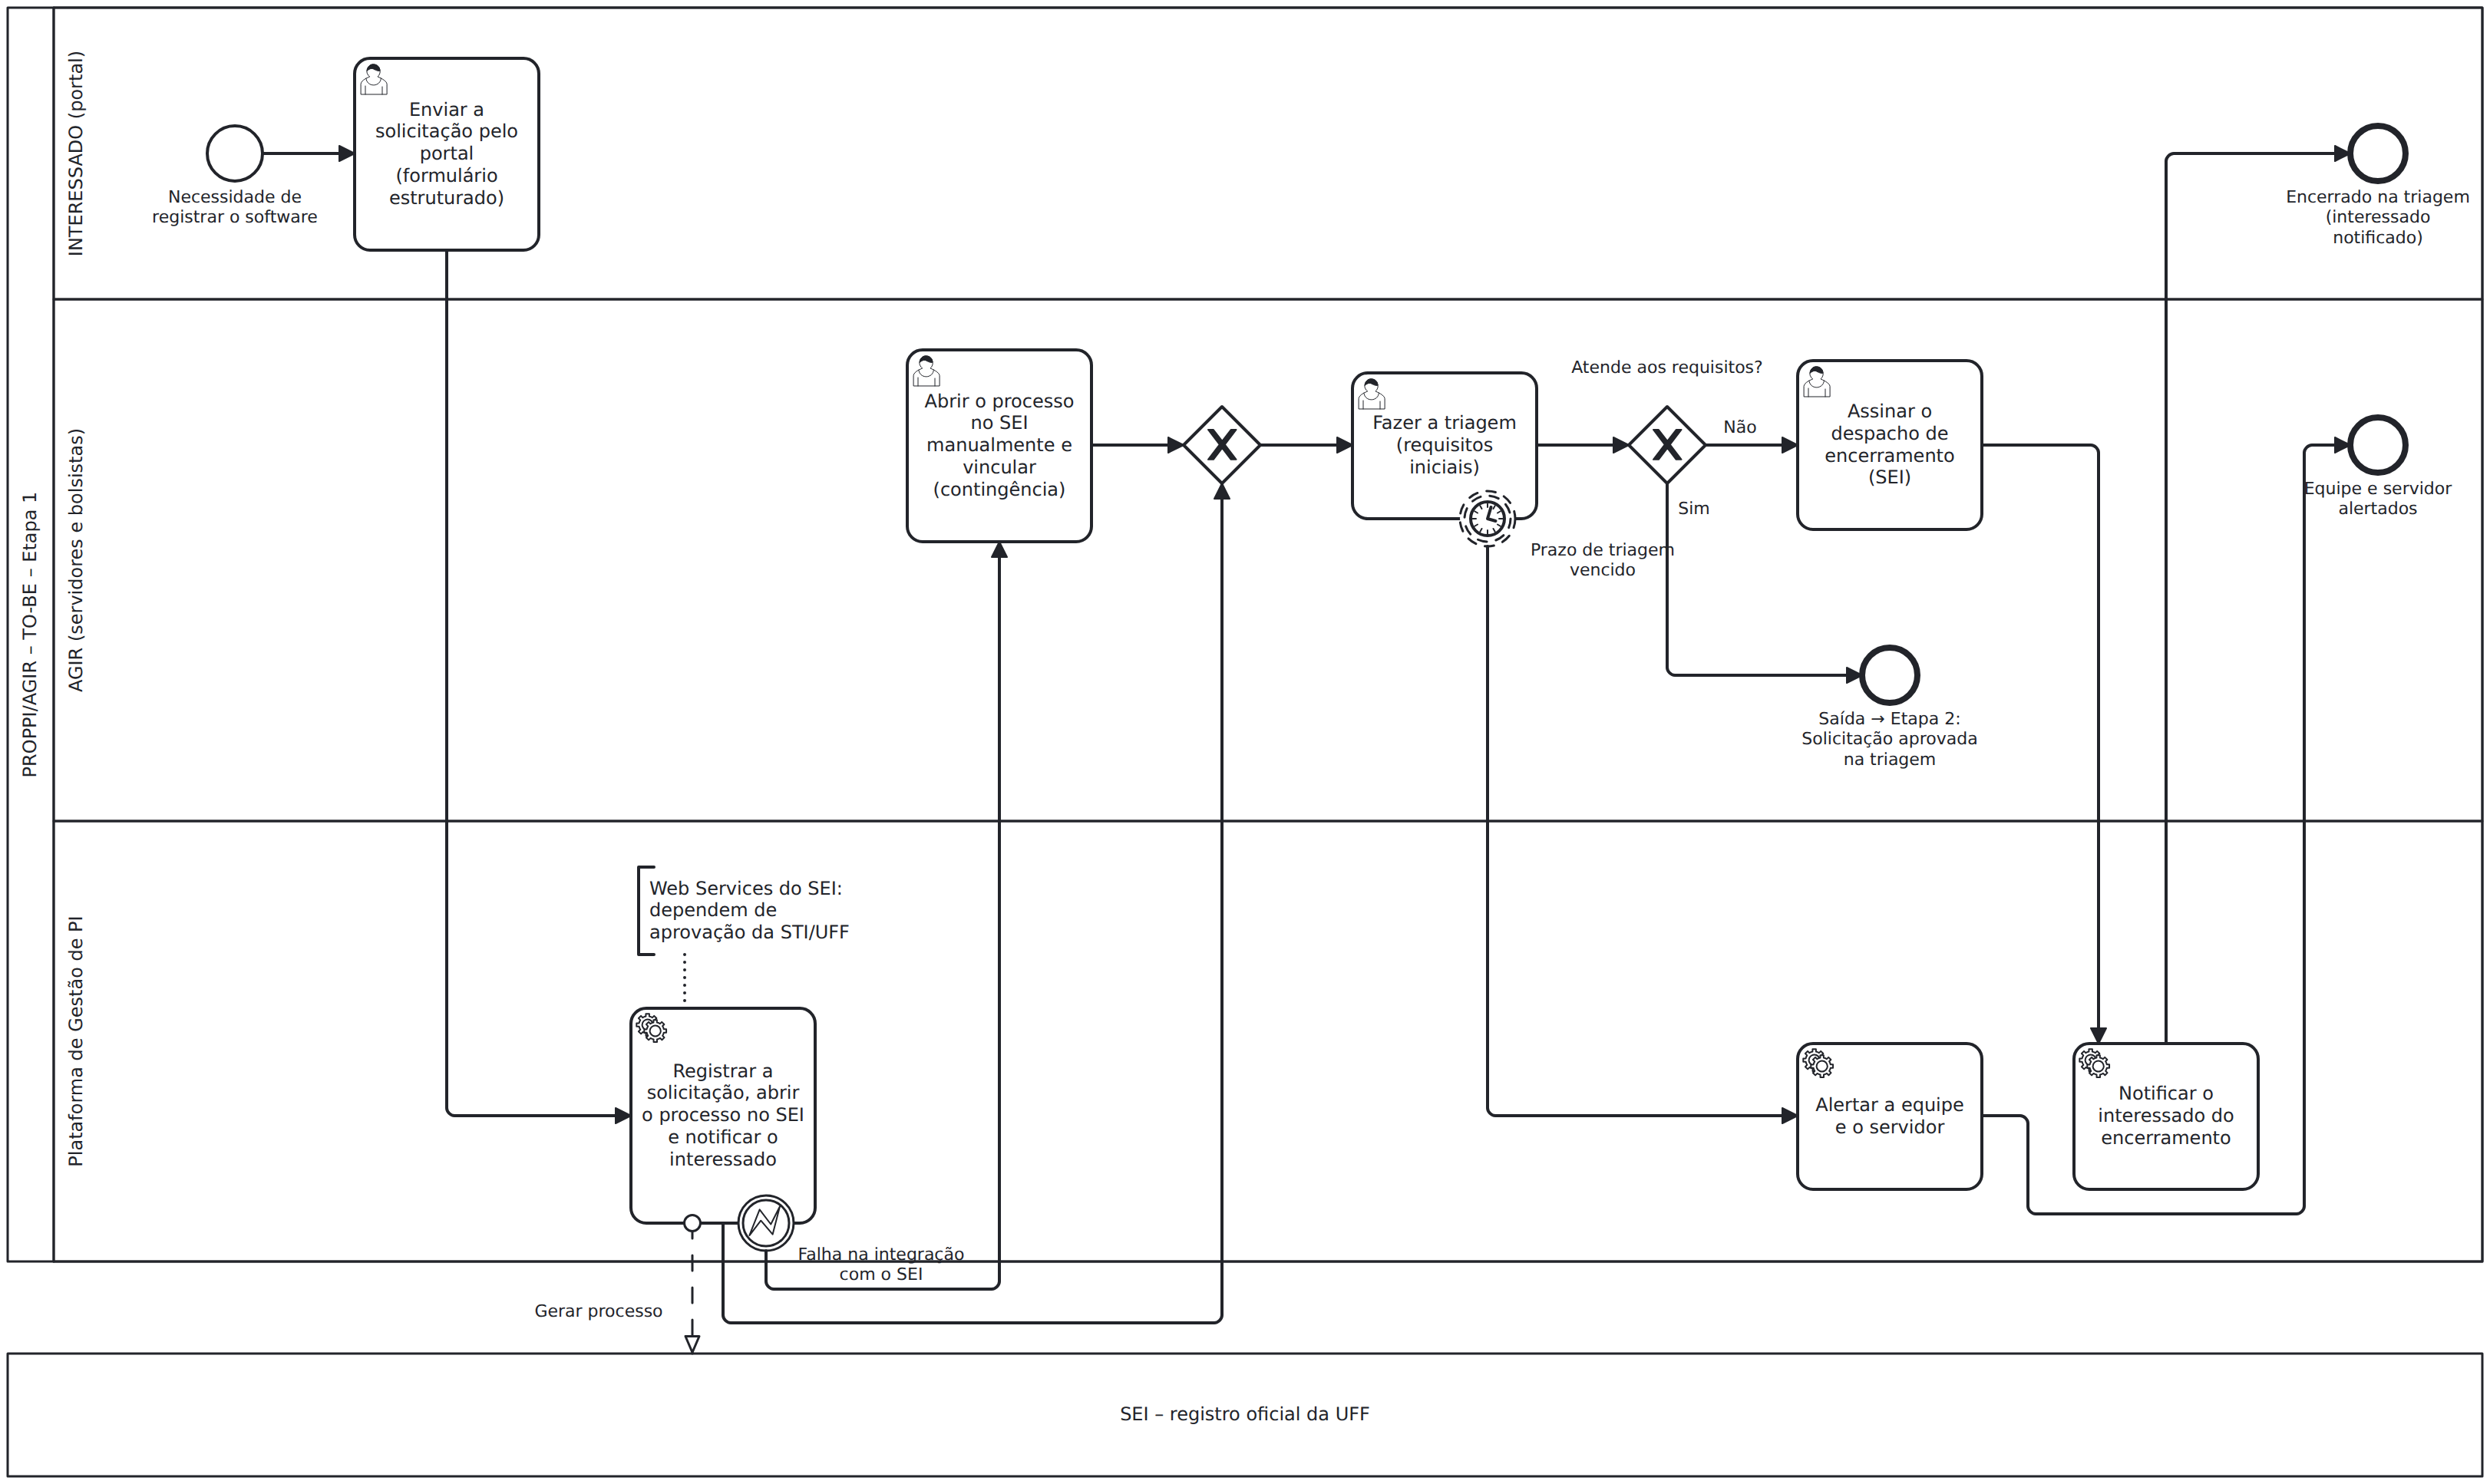 PROPPI/AGIR – TO-BE – Etapa 1
INTERESSADO (portal)
Necessidade de
registrar o software
Enviar a
solicitação pelo
portal
(formulário
estruturado)
Encerrado na triagem
(interessado
notificado)
AGIR (servidores e bolsistas)
Abrir o processo
no SEI
manualmente e
vincular
(contingência)
Fazer a triagem
(requisitos
iniciais)
Prazo de triagem
vencido
Atende aos requisitos?
Não
Sim
Assinar o
despacho de
encerramento
(SEI)
Equipe e servidor
alertados
Saída → Etapa 2:
Solicitação aprovada
na triagem
Plataforma de Gestão de PI
Web Services do SEI:
dependem de
aprovação da STI/UFF
Registrar a
solicitação, abrir
o processo no SEI
e notificar o
interessado
Falha na integração
com o SEI
Alertar a equipe
e o servidor
Notificar o
interessado do
encerramento
Gerar processo
SEI – registro oficial da UFF